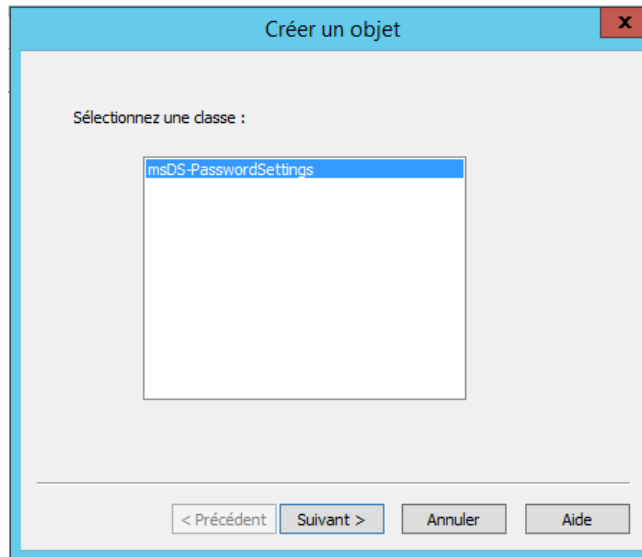 Créer un objet
x
Sélectionnez une classe :
msDS-PasswordSettings
< Précédent Suivant > Annuler Aide